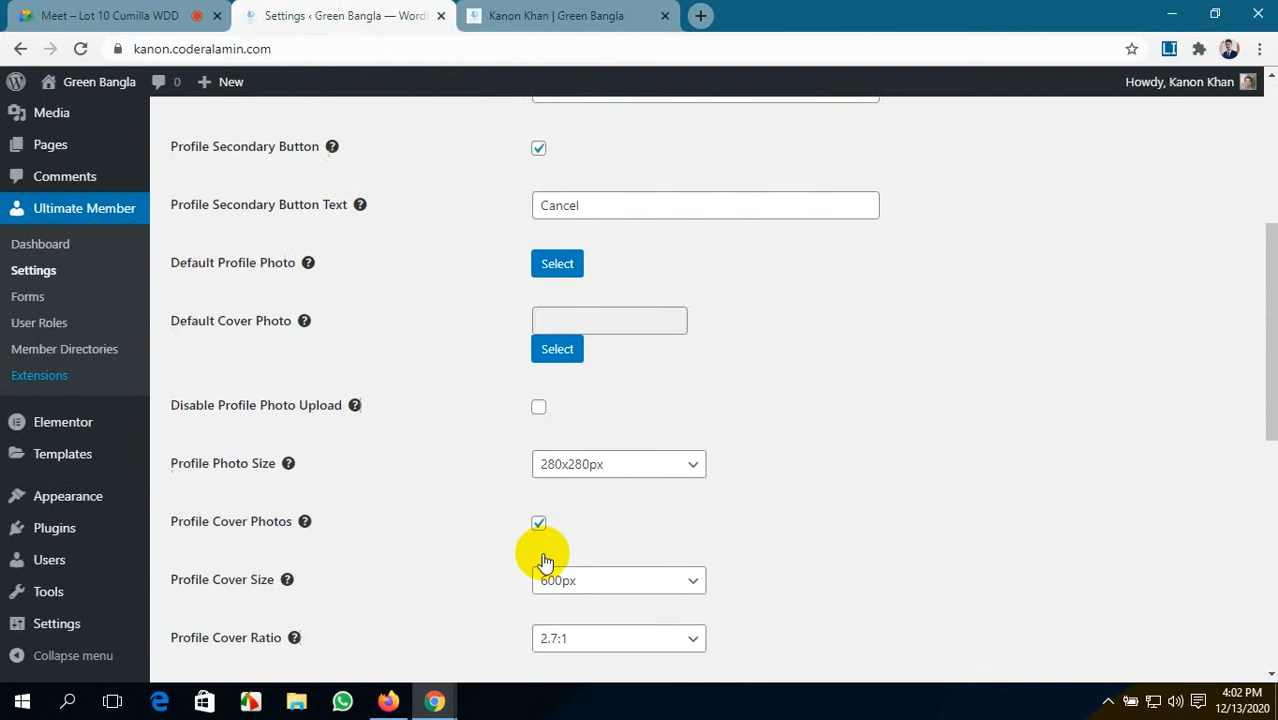 Meet – Lot 10 Cumilla WDD
Settings ‹ Green Bangla — Word
Kanon Khan | Green Bangla
kanon.coderalamin.com
Green Bangla
0
New
Howdy, Kanon Khan
Media
Pages
Comments
Ultimate Member
Dashboard
Settings
Forms
User Roles
Member Directories
Extensions
Elementor
Templates
Appearance
Plugins
Users
Tools
Settings
Collapse menu
Profile Secondary Button
Profile Secondary Button Text
Cancel
Default Profile Photo
Select
Default Cover Photo
Select
Disable Profile Photo Upload
Profile Photo Size
280x280px
Profile Cover Photos
Profile Cover Size
600px
Profile Cover Ratio
2.7:1
4:02 PM
12/13/2020